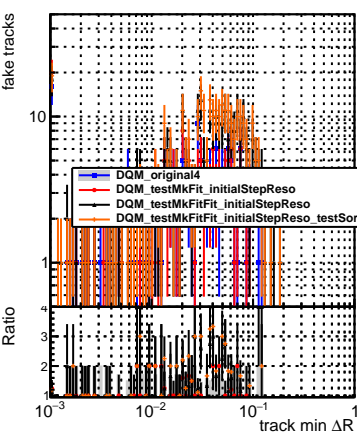 fake tracks
10
DQM_original4
DQM_testMkFit_initialStepReso
DQM_testMkFitFit_initialStepReso
DQM_testMkFitFit_initialStepReso_testSor
1
Ratio
4
3
2
1
10⁻³ 10⁻² 10⁻¹ 1
track min ΔR